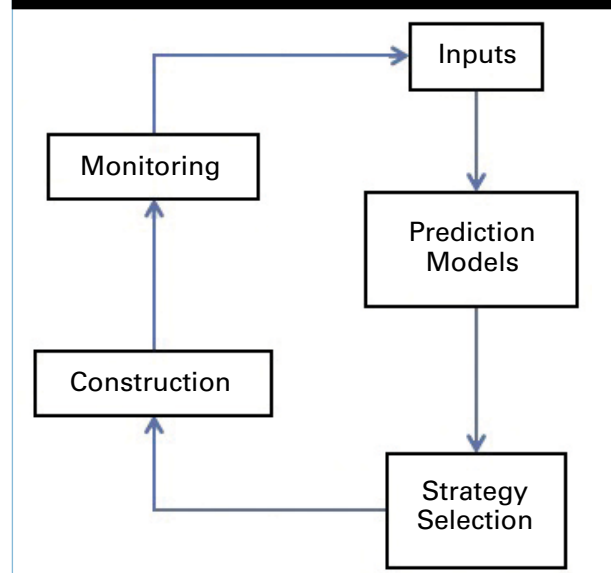 Inputs
Monitoring
Prediction
Models
Construction
Strategy
Selection